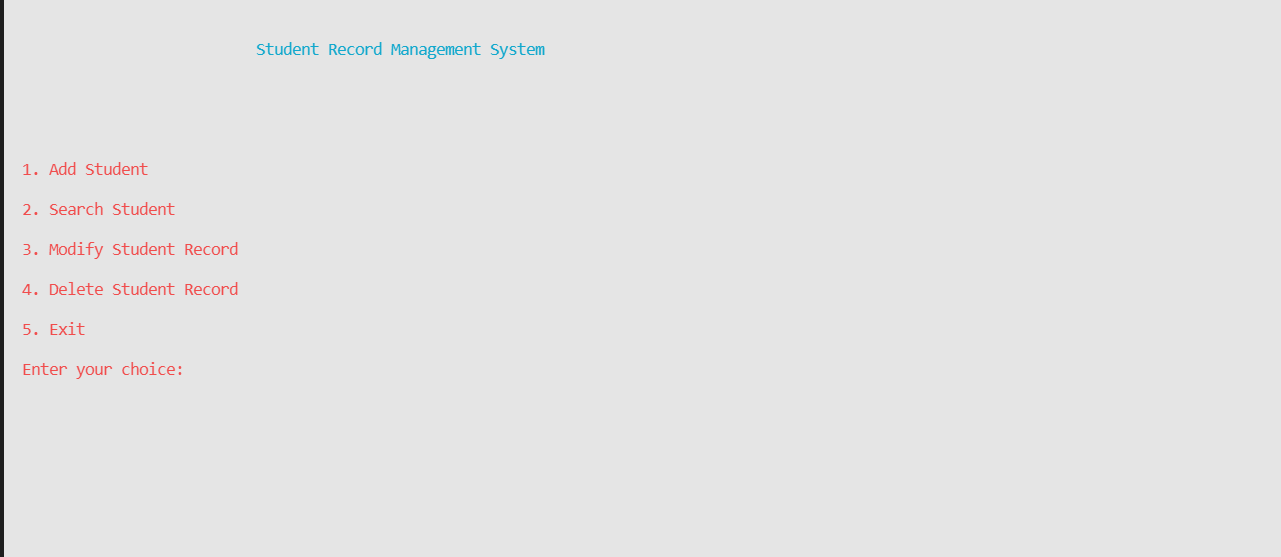 Student Record Management System
1. Add Student
2. Search Student
3. Modify Student Record
4. Delete Student Record
5. Exit
Enter your choice: